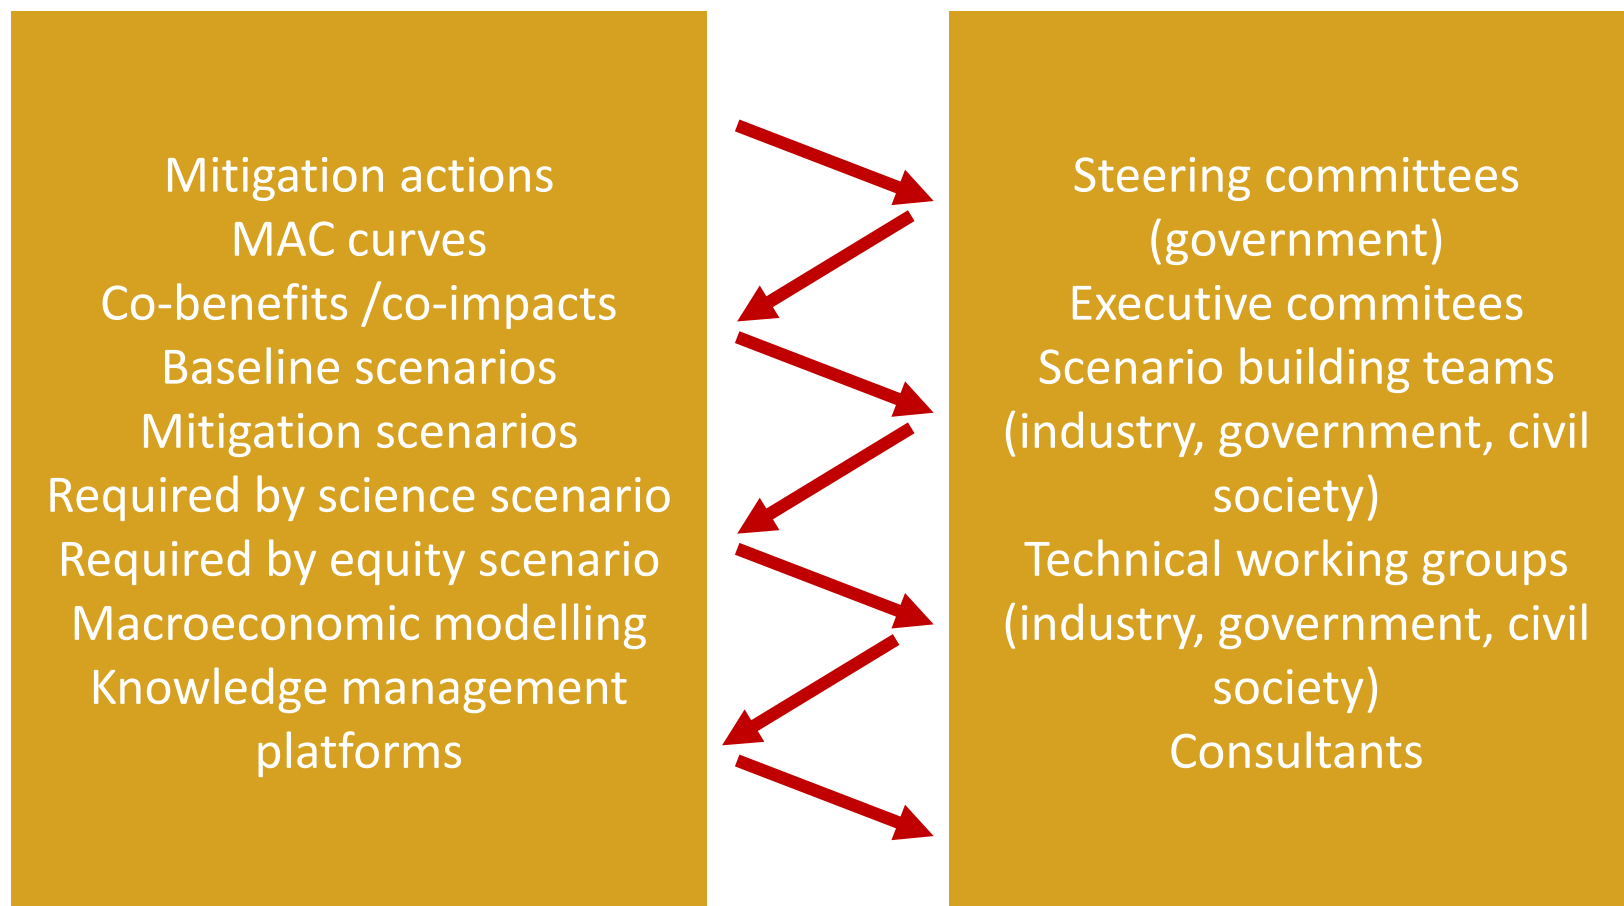 Mitigation actions
MAC curves
Co-benefits /co-impacts
Baseline scenarios
Mitigation scenarios
Required by science scenario
Required by equity scenario
Macroeconomic modelling
Knowledge management
platforms
Steering committees
(government)
Executive commitees
Scenario building teams
(industry, government, civil
society)
Technical working groups
(industry, government, civil
society)
Consultants